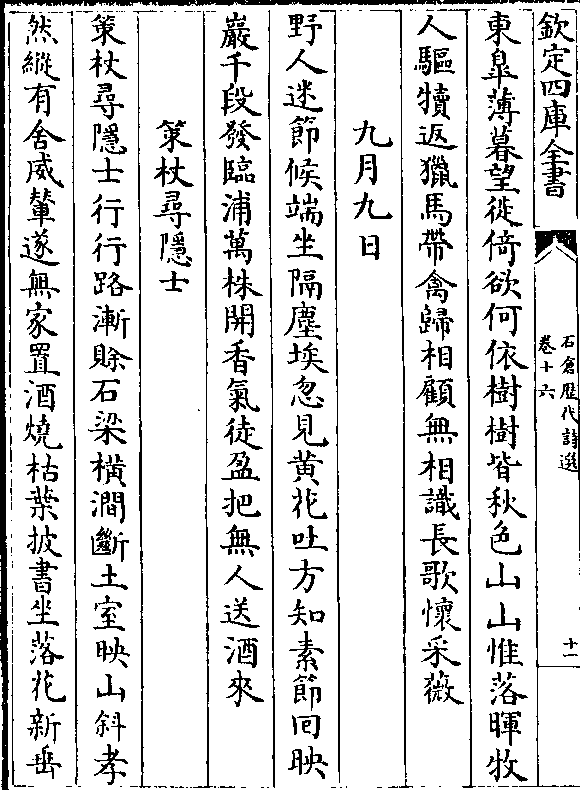 欽定四庫全書
石倉歷代詩選
卷十六
十一
東臯薄暮望徙倚欲何依樹樹皆秋色山山惟落暉牧
人驅犢返獵馬帶禽歸相顧無相識長歌懷采薇
九月九日
野人迷節候端坐隔塵埃忽見黄花吐方知素節回映
巖千段發臨浦萬株開香氣徒盈把無人送酒來
策杖尋隱士
策杖尋隱士行行路漸賖石梁横澗斷土室映山斜孝
然縱有舍威輦遂無家置酒燒枯葉披書坐落花新垂